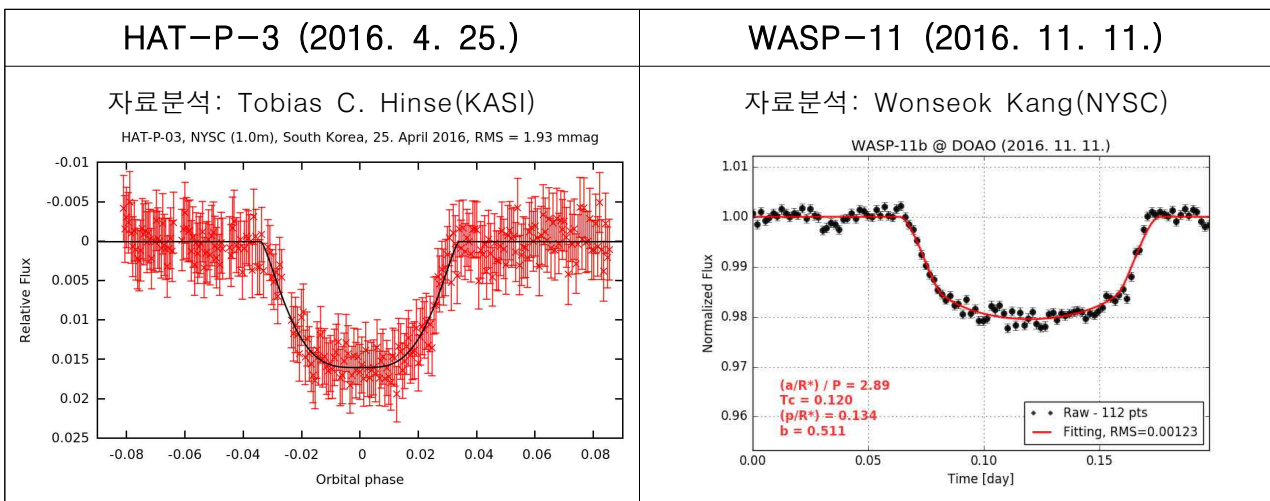 HAT-P-3 (2016. 4. 25.)
WASP-11 (2016. 11. 11.)
자료분석: Tobias C. Hinse(KASI)
HAT-P-03, NYSC (1.0m), South Korea, 25. April 2016, RMS = 1.93 mmag
-0.01
-0.005
0
0.005
0.01
0.015
0.02
0.025
Relative Flux
-0.08
-0.06
-0.04
-0.02
0
0.02
0.04
0.06
0.08
Orbital phase
자료분석: Wonseok Kang(NYSC)
WASP-11b @ DOAO (2016. 11. 11.)
1.01
1.00
0.99
0.98
0.97
0.96
Normalized Flux
(a/R*) / P = 2.89
Tc = 0.120
(p/R*) = 0.134
b = 0.511
Raw - 112 pts
Fitting, RMS=0.00123
0.00
0.05
0.10
0.15
Time [day]